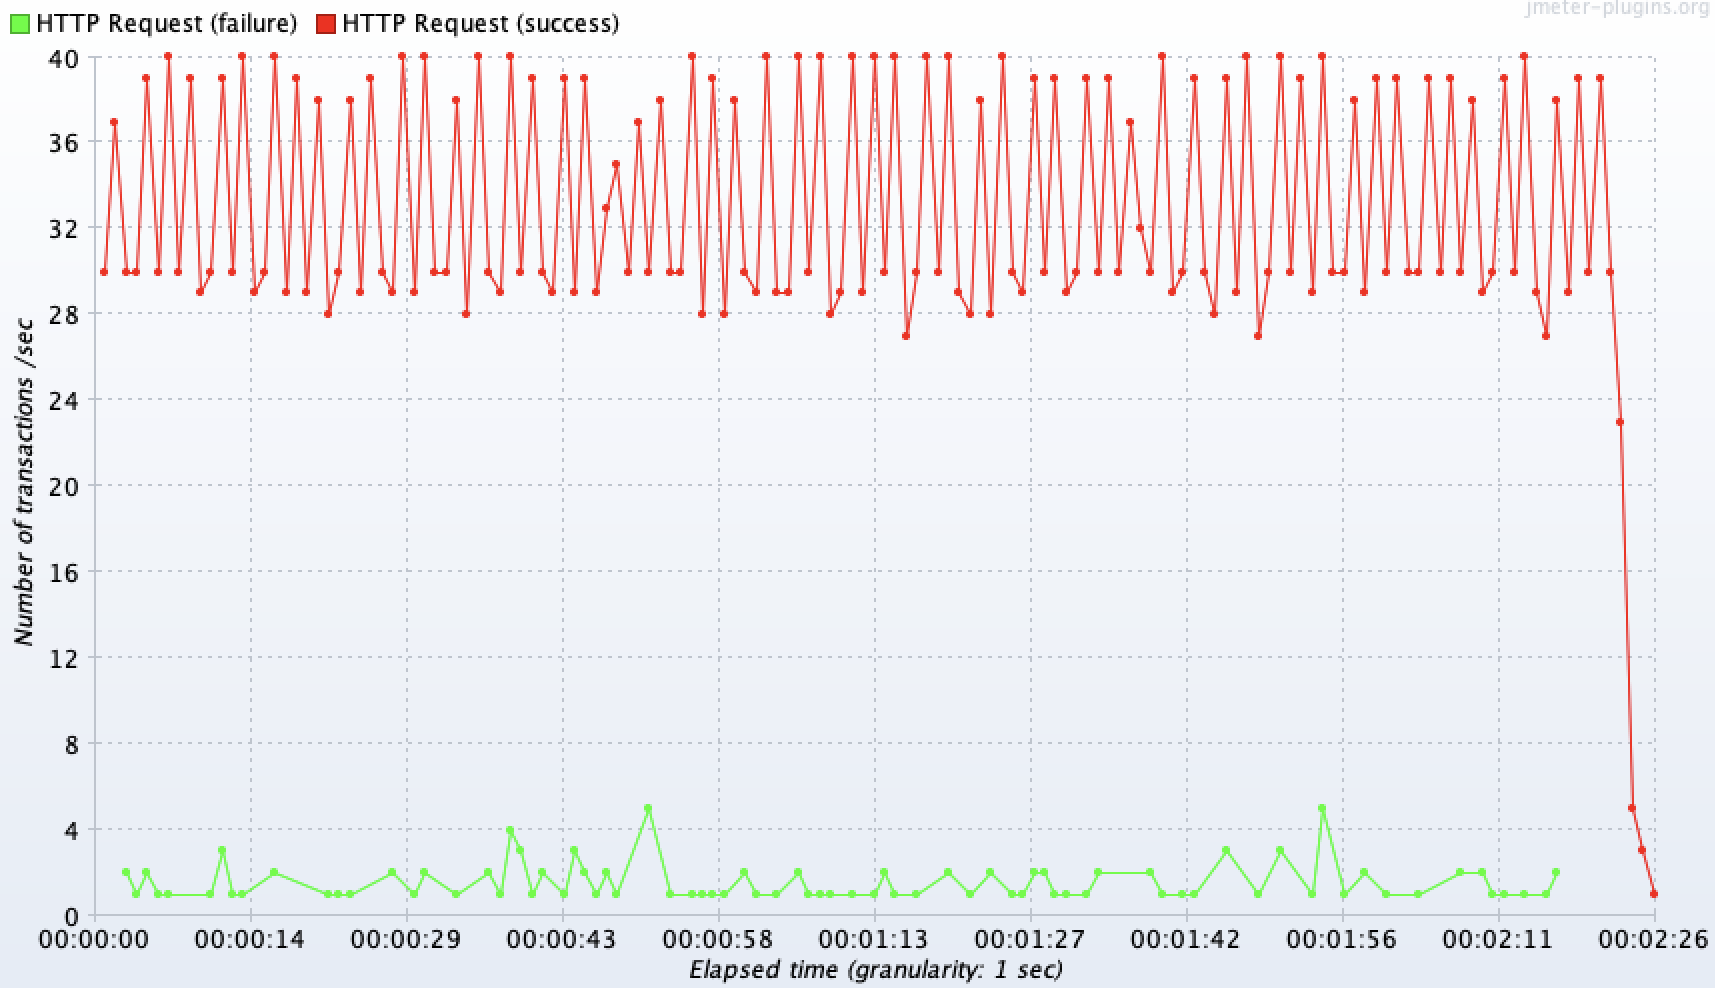 jmeter-plugins.org
HTTP Request (failure) HTTP Request (success)
40
36
32
28
24
20
16
12
8
4
0
Number of transactions /sec
00:00:00 00:00:14 00:00:29 00:00:43 00:00:58 00:01:13 00:01:27 00:01:42 00:01:56 00:02:11 00:02:26
Elapsed time (granularity: 1 sec)